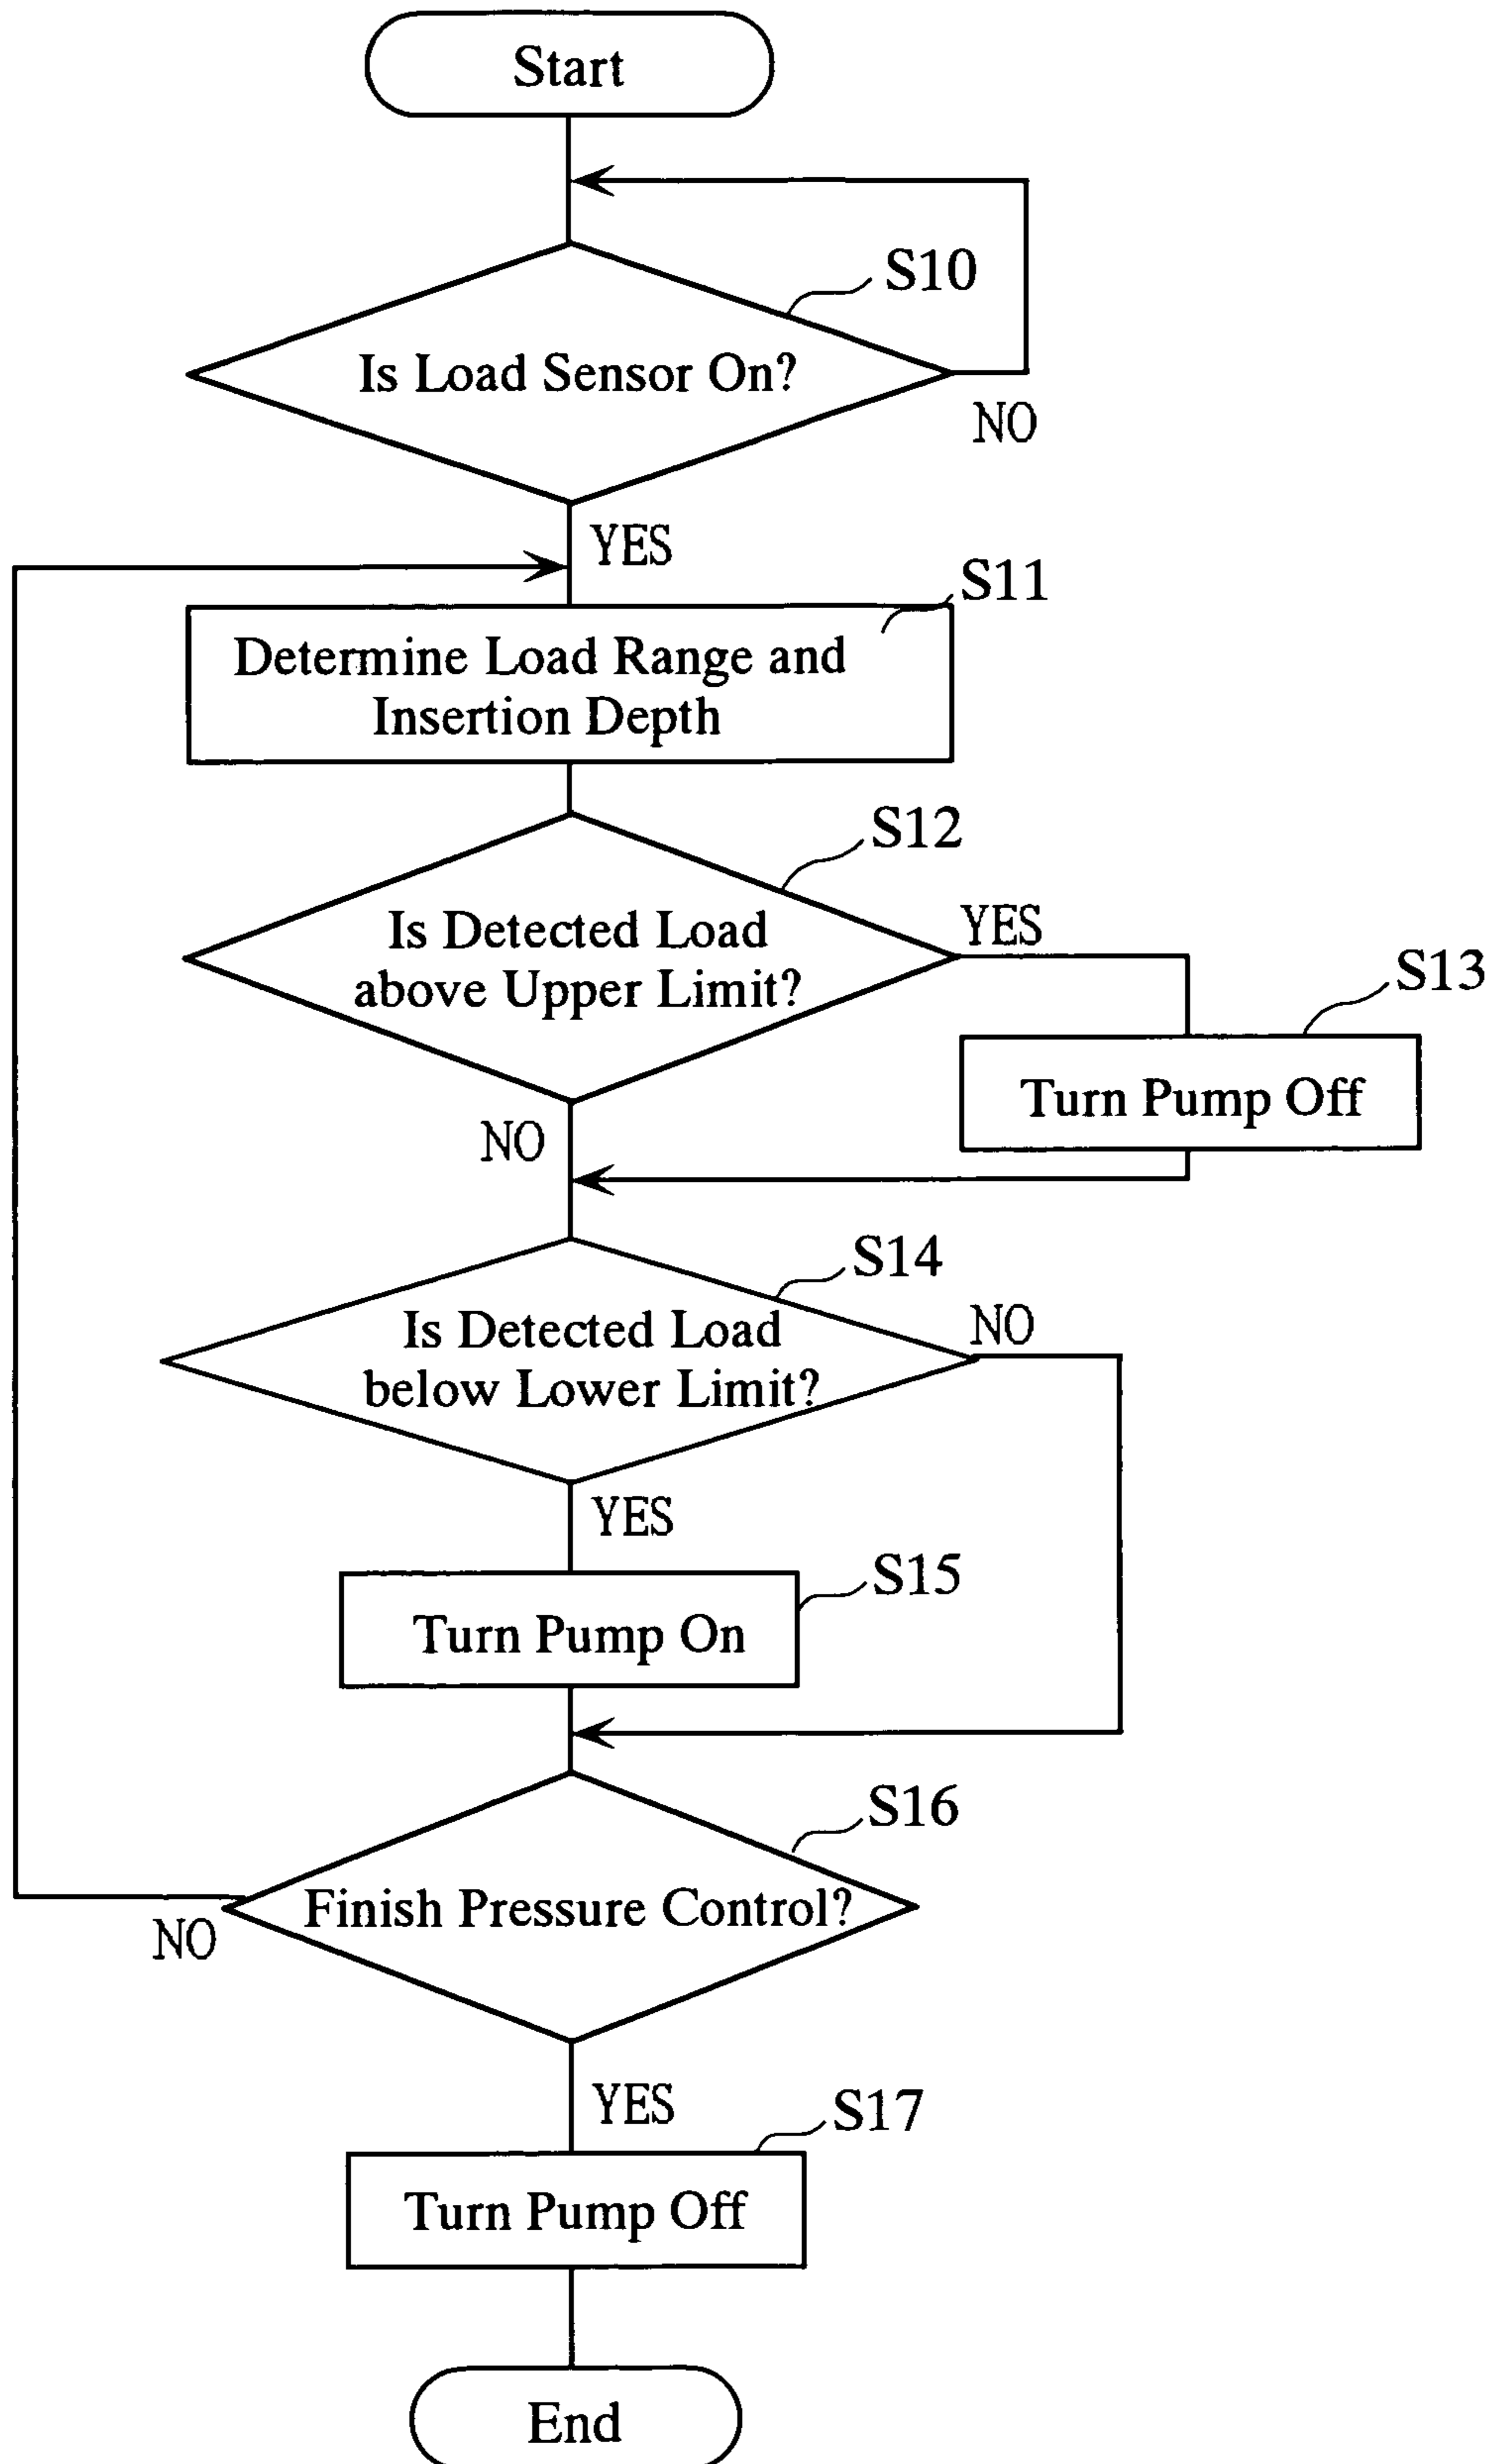 Start
S10
Is Load Sensor On?
NO
YES
S11
Determine Load Range and
Insertion Depth
S12
Is Detected Load
above Upper Limit?
YES
S13
Turn Pump Off
NO
S14
Is Detected Load
below Lower Limit?
NO
YES
S15
Turn Pump On
S16
Finish Pressure Control?
NO
YES
S17
Turn Pump Off
End